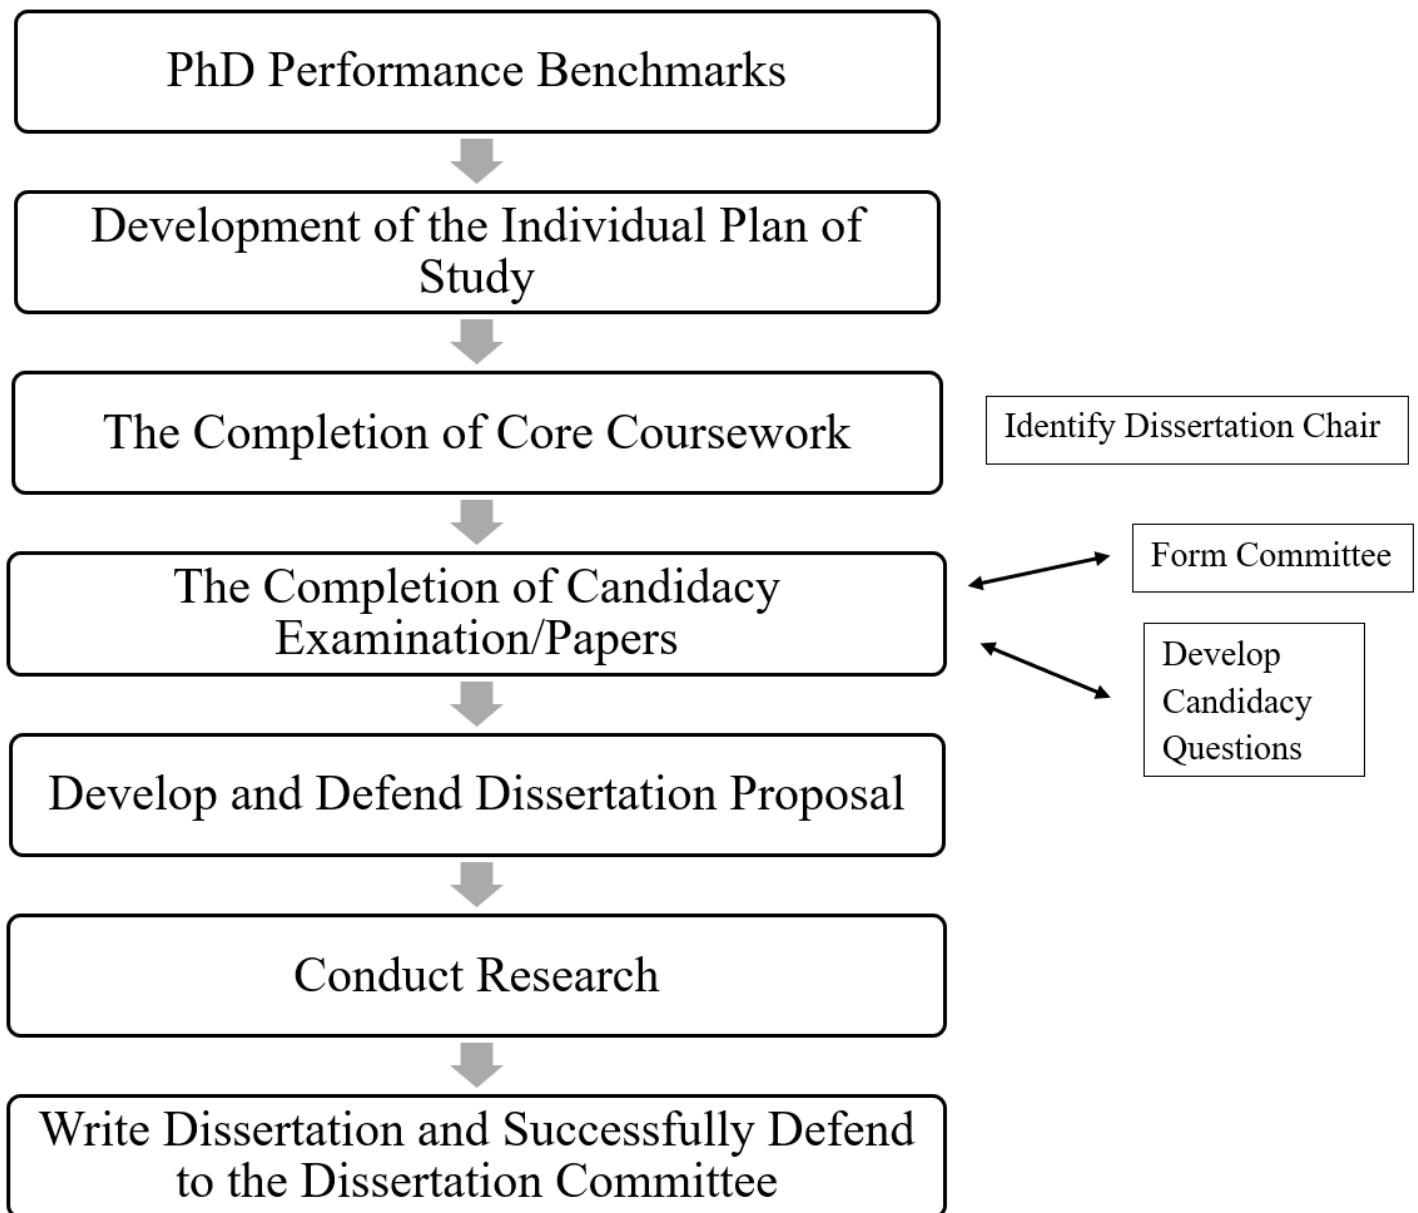 PhD Performance Benchmarks
Development of the Individual Plan of
Study
The Completion of Core Coursework
Identify Dissertation Chair
The Completion of Candidacy
Examination/Papers
Form Committee
Develop
Candidacy
Questions
Develop and Defend Dissertation Proposal
Conduct Research
Write Dissertation and Successfully Defend
to the Dissertation Committee